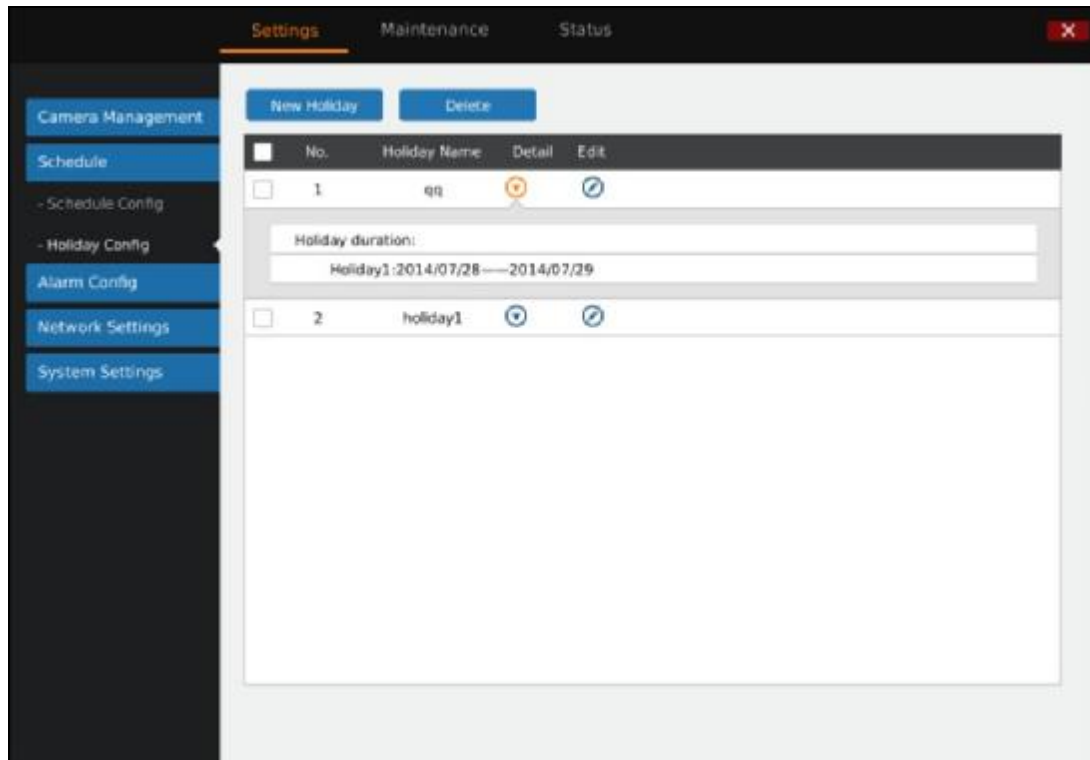 Settings Maintenance Status
New Holiday Delete
Camera Management
Schedule
- Schedule Config
- Holiday Config
Alarm Config
Network Settings
System Settings
No. Holiday Name Detail Edit
1 qq
Holiday duration:
Holiday1:2014/07/28----2014/07/29
2 holiday1